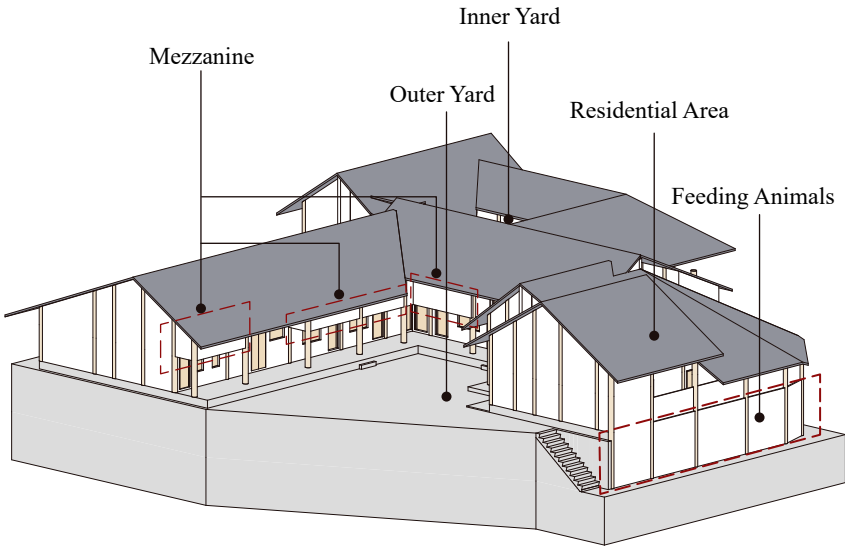 Inner Yard
Mezzanine
Outer Yard
Residential Area
Feeding Animals